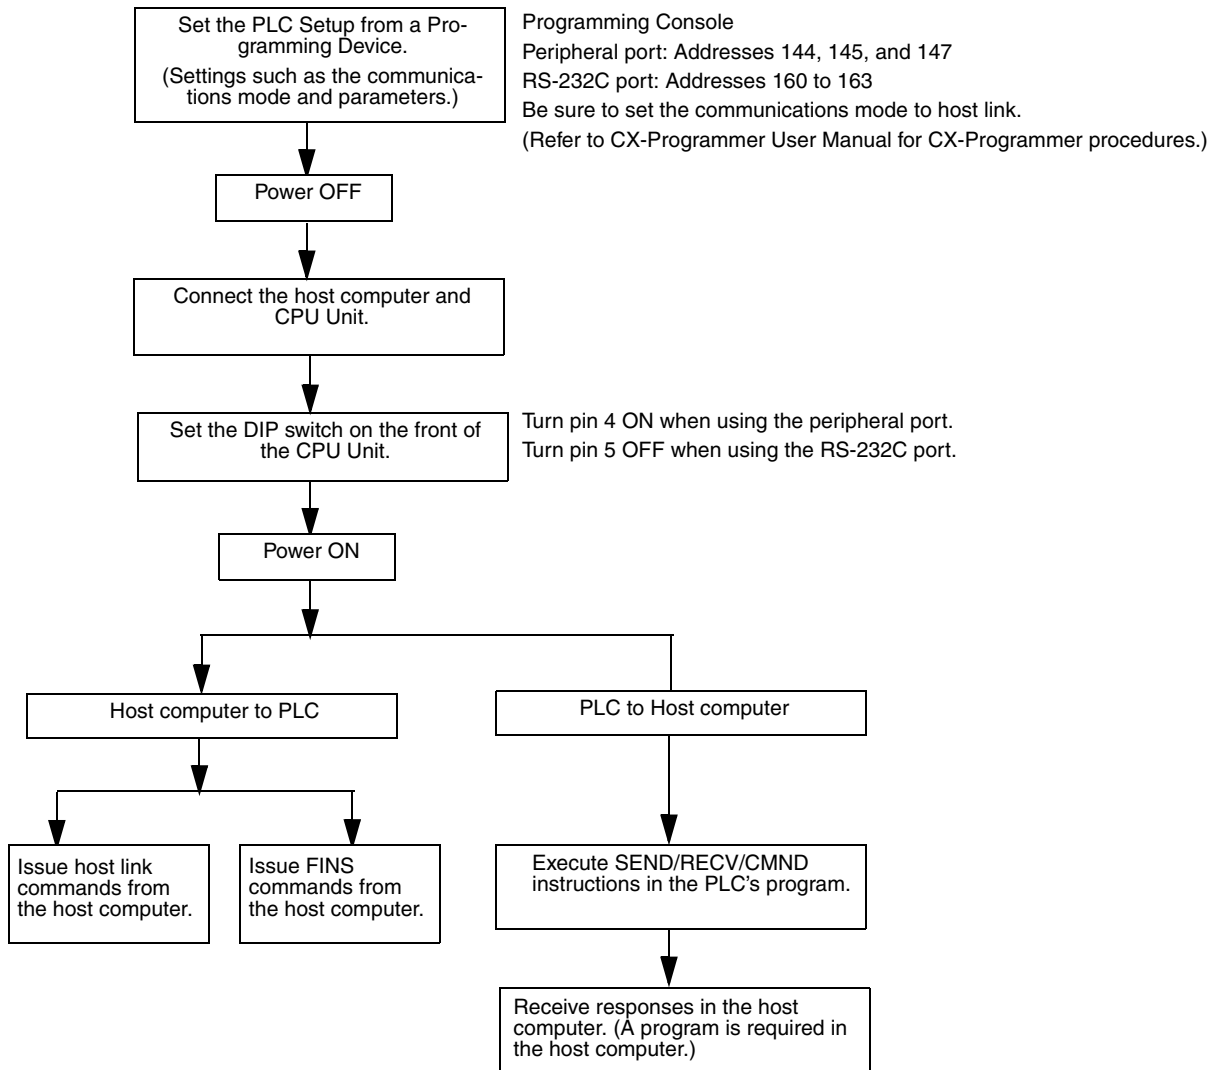 Set the PLC Setup from a Pro-
gramming Device.
(Settings such as the communica-
tions mode and parameters.)
Programming Console
Peripheral port: Addresses 144, 145, and 147
RS-232C port: Addresses 160 to 163
Be sure to set the communications mode to host link.
(Refer to CX-Programmer User Manual for CX-Programmer procedures.)
Power OFF
Connect the host computer and
CPU Unit.
Set the DIP switch on the front of
the CPU Unit.
Turn pin 4 ON when using the peripheral port.
Turn pin 5 OFF when using the RS-232C port.
Power ON
Host computer to PLC
PLC to Host computer
Issue host link
commands from
the host computer.
Issue FINS
commands from
the host computer.
Execute SEND/RECV/CMND
instructions in the PLC's program.
Receive responses in the host
computer. (A program is required in
the host computer.)